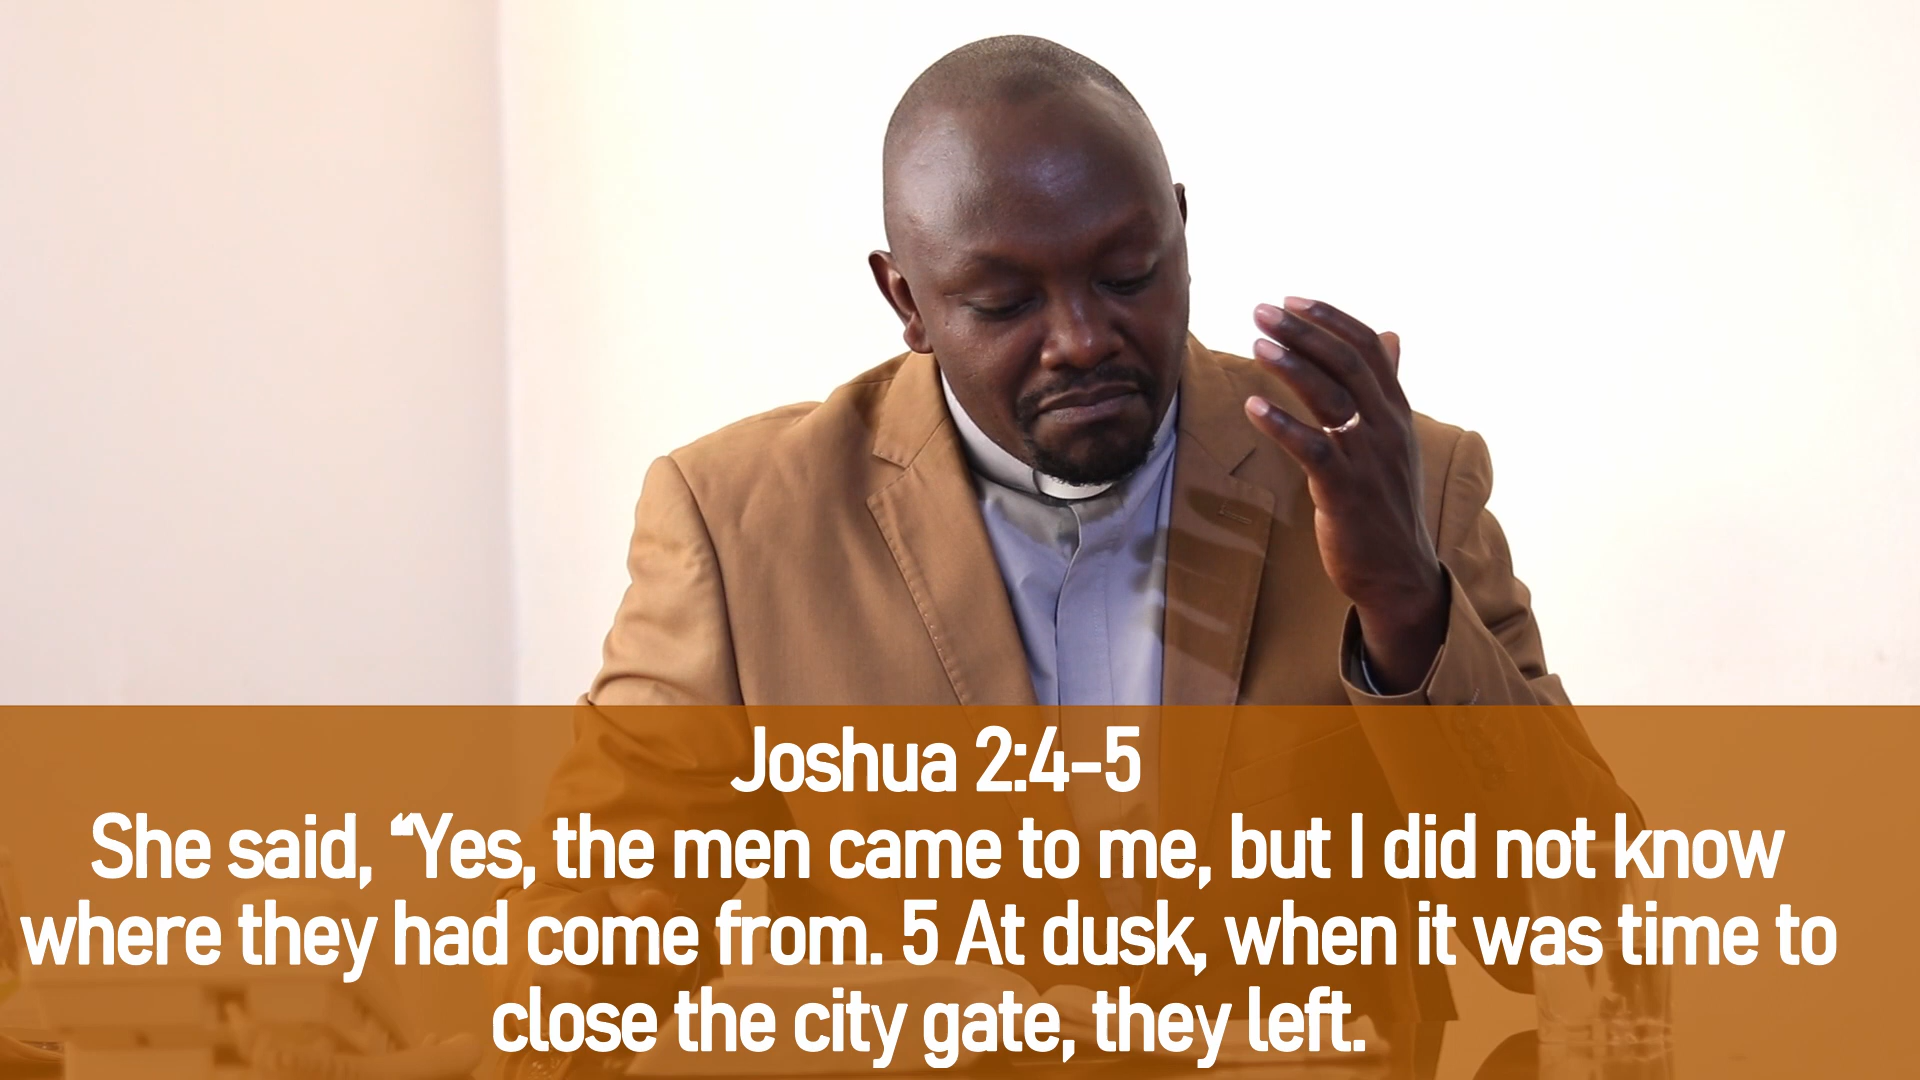 Joshua 2:4-5
She said, “Yes, the men came to me, but I did not know
where they had come from. 5 At dusk, when it was time to
close the city gate, they left.